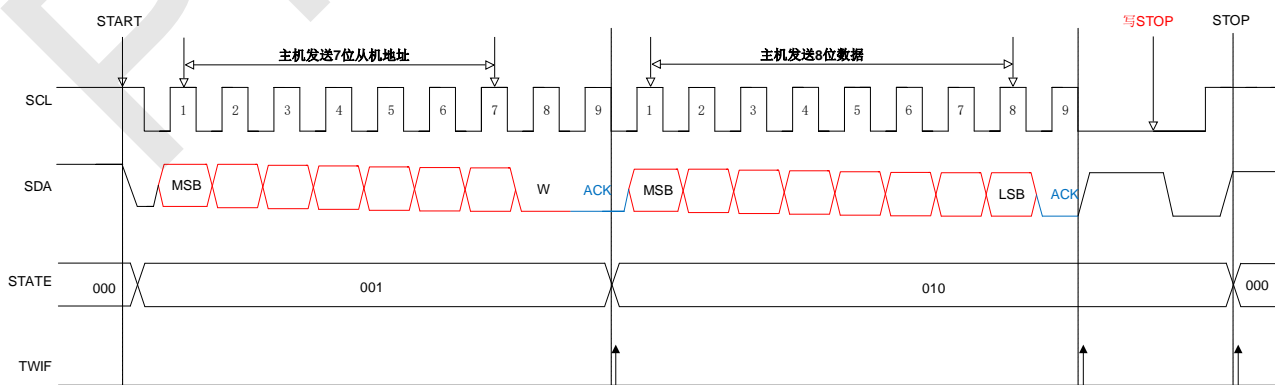 START
写STOP
STOP
主机发送7位从机地址
主机发送8位数据
SCL
1 2 3 4 5 6 7 8 9 1 2 3 4 5 6 7 8 9
SDA
MSB W ACK MSB LSB ACK
STATE
000 001 010 000
TWIF